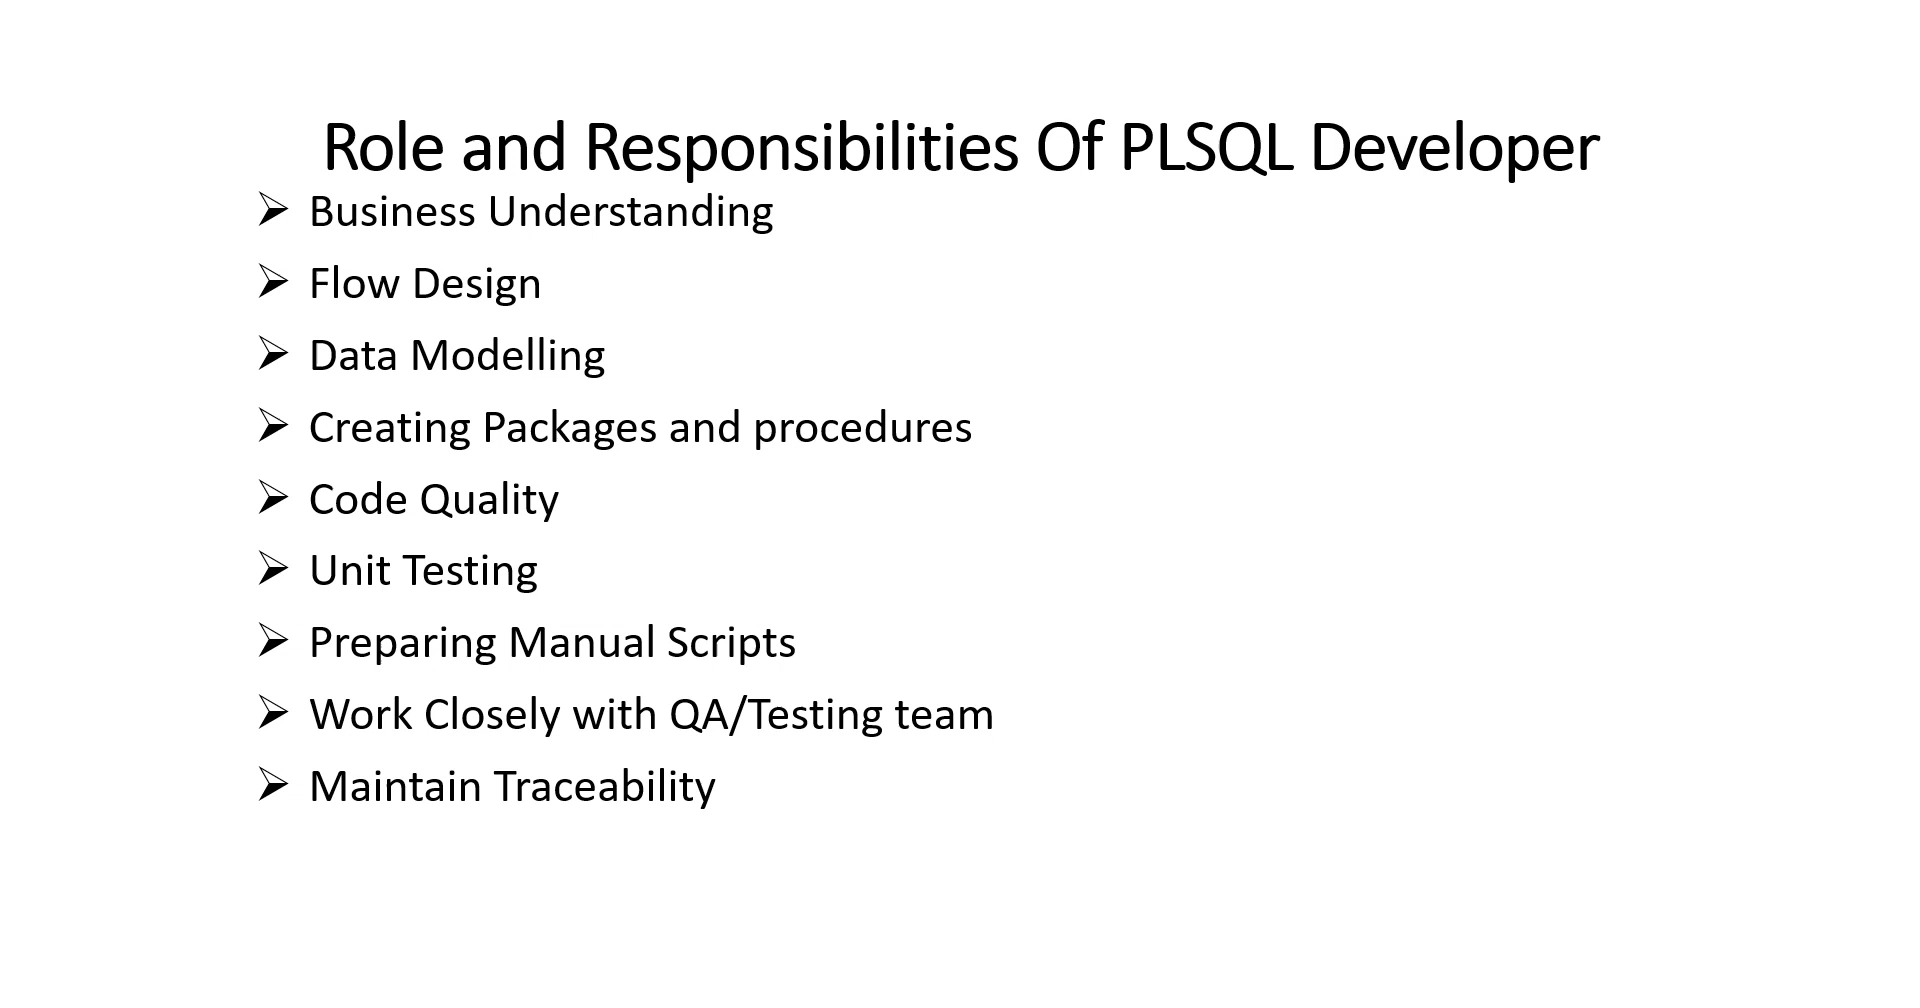 Role and Responsibilities Of PLSQL Developer
➢ Business Understanding
➢ Flow Design
➢ Data Modelling
➢ Creating Packages and procedures
➢ Code Quality
➢ Unit Testing
➢ Preparing Manual Scripts
➢ Work Closely with QA/Testing team
➢ Maintain Traceability